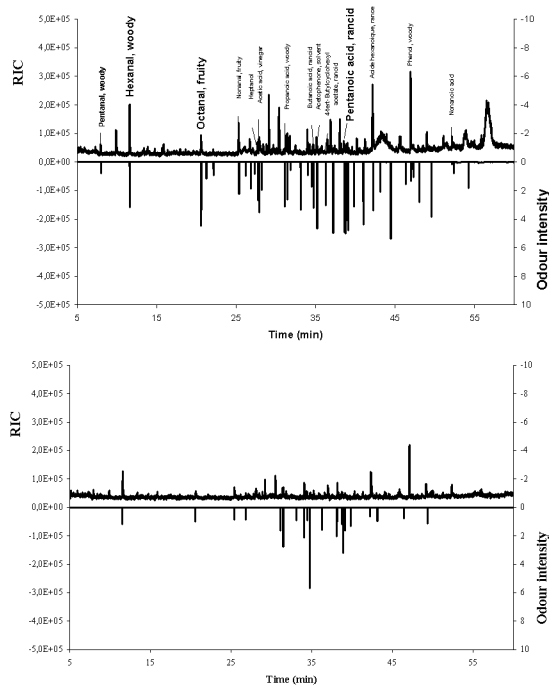 5,0E+05
4,0E+05
3,0E+05
2,0E+05
1,0E+05
0,0E+00
-1,0E+05
-2,0E+05
-3,0E+05
-4,0E+05
-5,0E+05
RIC
Pentanal, woody
Hexanal, woody
Octanal, fruity
Nonanal, fruity
Heptanol
Acetic acid, vinegar
Propanoic acid, woody
Butanoic acid, rancid
Acetophenone, solvent
4-tert-Butylcyclohexyl
acetate, rancid
Pentanoic acid, rancid
Acide hexanoïque, rance
Phenol, woody
Nonanoic acid
-10
-8
-6
-4
-2
0
2
4
6
8
10
Odour intensity
5 15 25 35 45 55
Time (min)
5,0E+05
4,0E+05
3,0E+05
2,0E+05
1,0E+05
0,0E+00
-1,0E+05
-2,0E+05
-3,0E+05
-4,0E+05
-5,0E+05
RIC
-10
-8
-6
-4
-2
0
2
4
6
8
10
Odour intensity
5 15 25 35 45 55
Time (min)